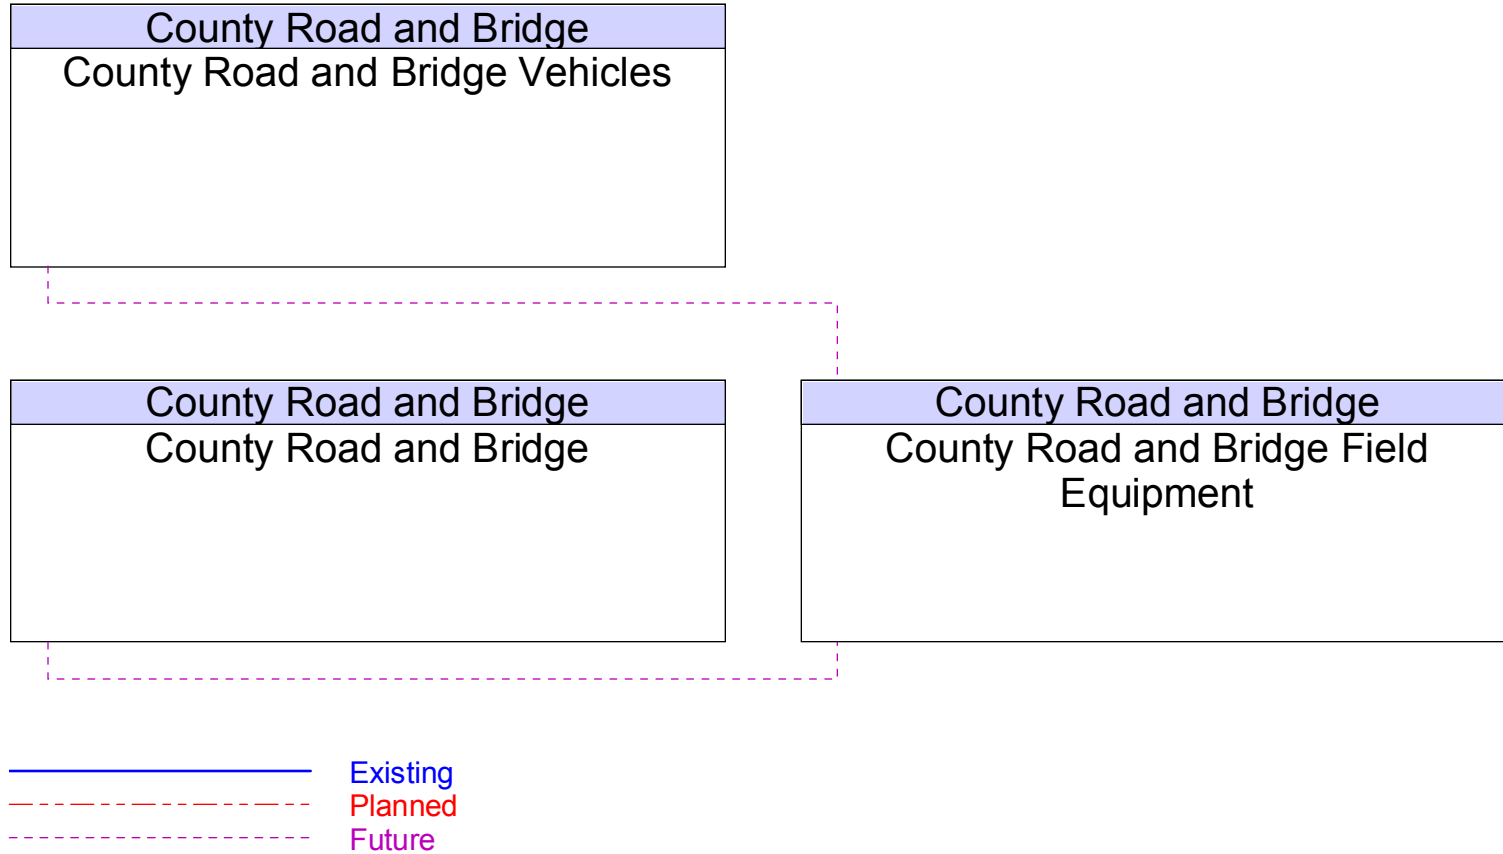 County Road and Bridge
County Road and Bridge Vehicles
County Road and Bridge
County Road and Bridge
County Road and Bridge
County Road and Bridge Field
Equipment
Existing
Planned
Future